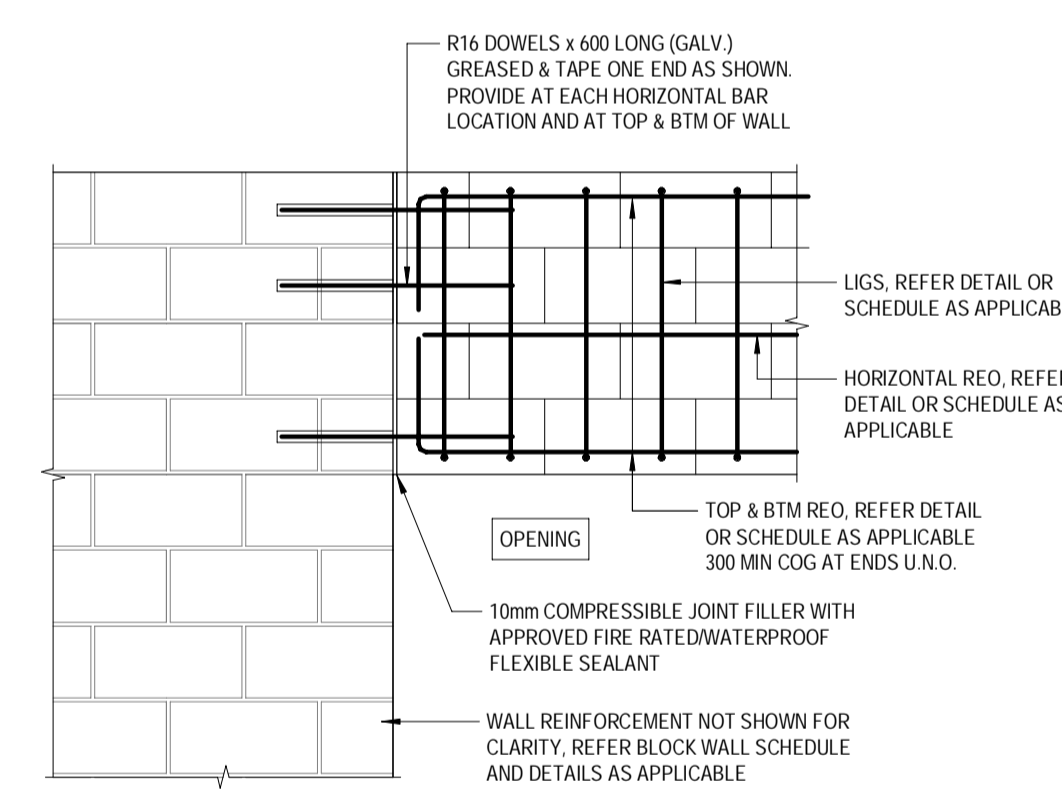 R16 DOWELS x 600 LONG (GALV.)
GREASED & TAPE ONE END AS SHOWN.
PROVIDE AT EACH HORIZONTAL BAR
LOCATION AND AT TOP & BTM OF WALL
LIGS, REFER DETAIL OR
SCHEDULE AS APPLICAB
HORIZONTAL REO, REFER
DETAIL OR SCHEDULE AS
APPLICABLE
TOP & BTM REO, REFER DETAIL
OR SCHEDULE AS APPLICABLE
300 MIN COG AT ENDS U.N.O.
OPENING
10mm COMPRESSIBLE JOINT FILLER WITH
APPROVED FIRE RATED/WATERPROOF
FLEXIBLE SEALANT
WALL REINFORCEMENT NOT SHOWN FOR
CLARITY, REFER BLOCK WALL SCHEDULE
AND DETAILS AS APPLICABLE